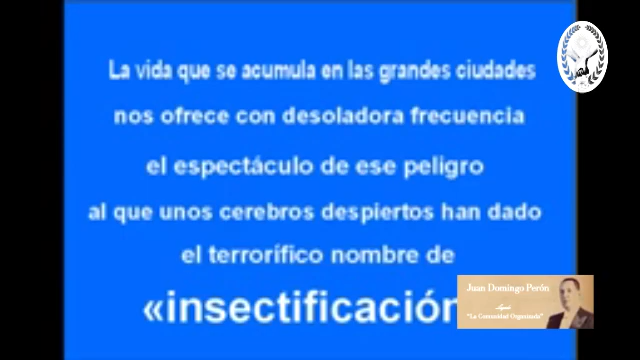 La vida que se acumula en las grandes ciudades
nos ofrece con desoladora frecuencia
el espectáculo de ese peligro
al que unos cerebros despiertos han dado
el terrorífico nombre de
«insectificación
Juan Domingo Perón
"La Comunidad Organizada"